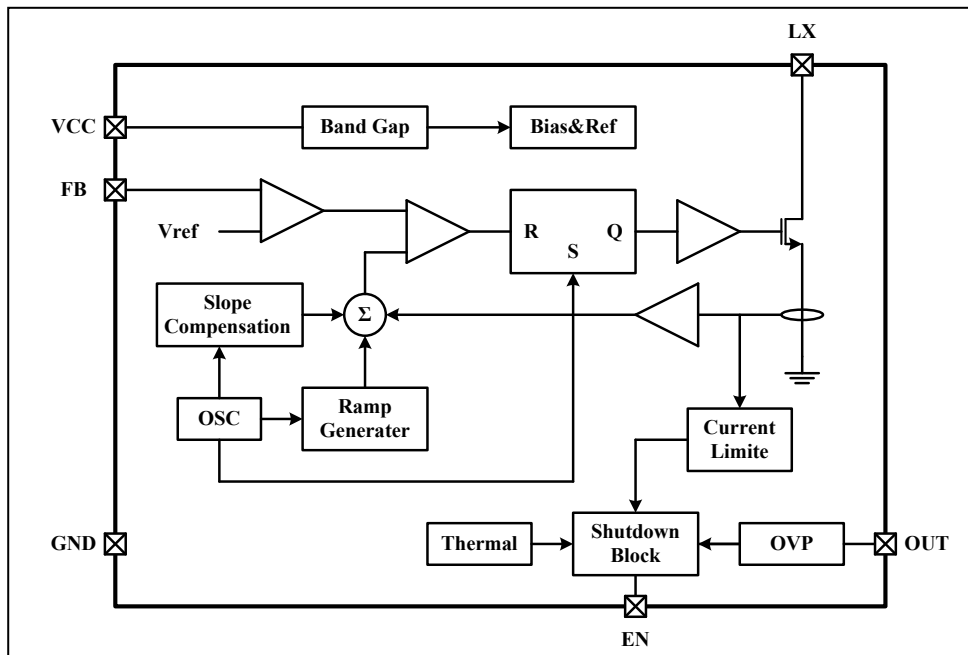 LX
VCC
Band Gap
Bias&Ref
FB
Vref
R
Q
S
Slope
Compensation
Σ
OSC
Ramp
Generater
Current
Limite
GND
Thermal
Shutdown
Block
OVP
OUT
EN